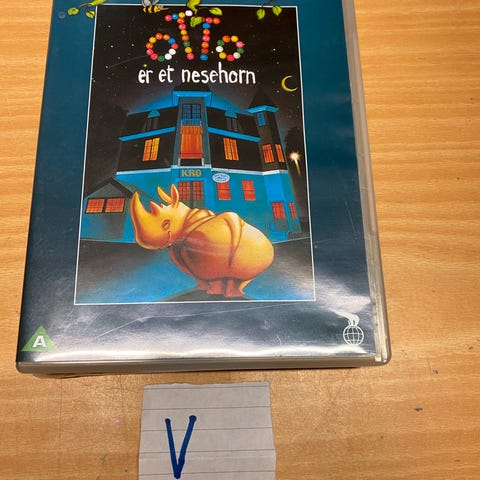 OTTO
er et nesehorn
KRO
A
V